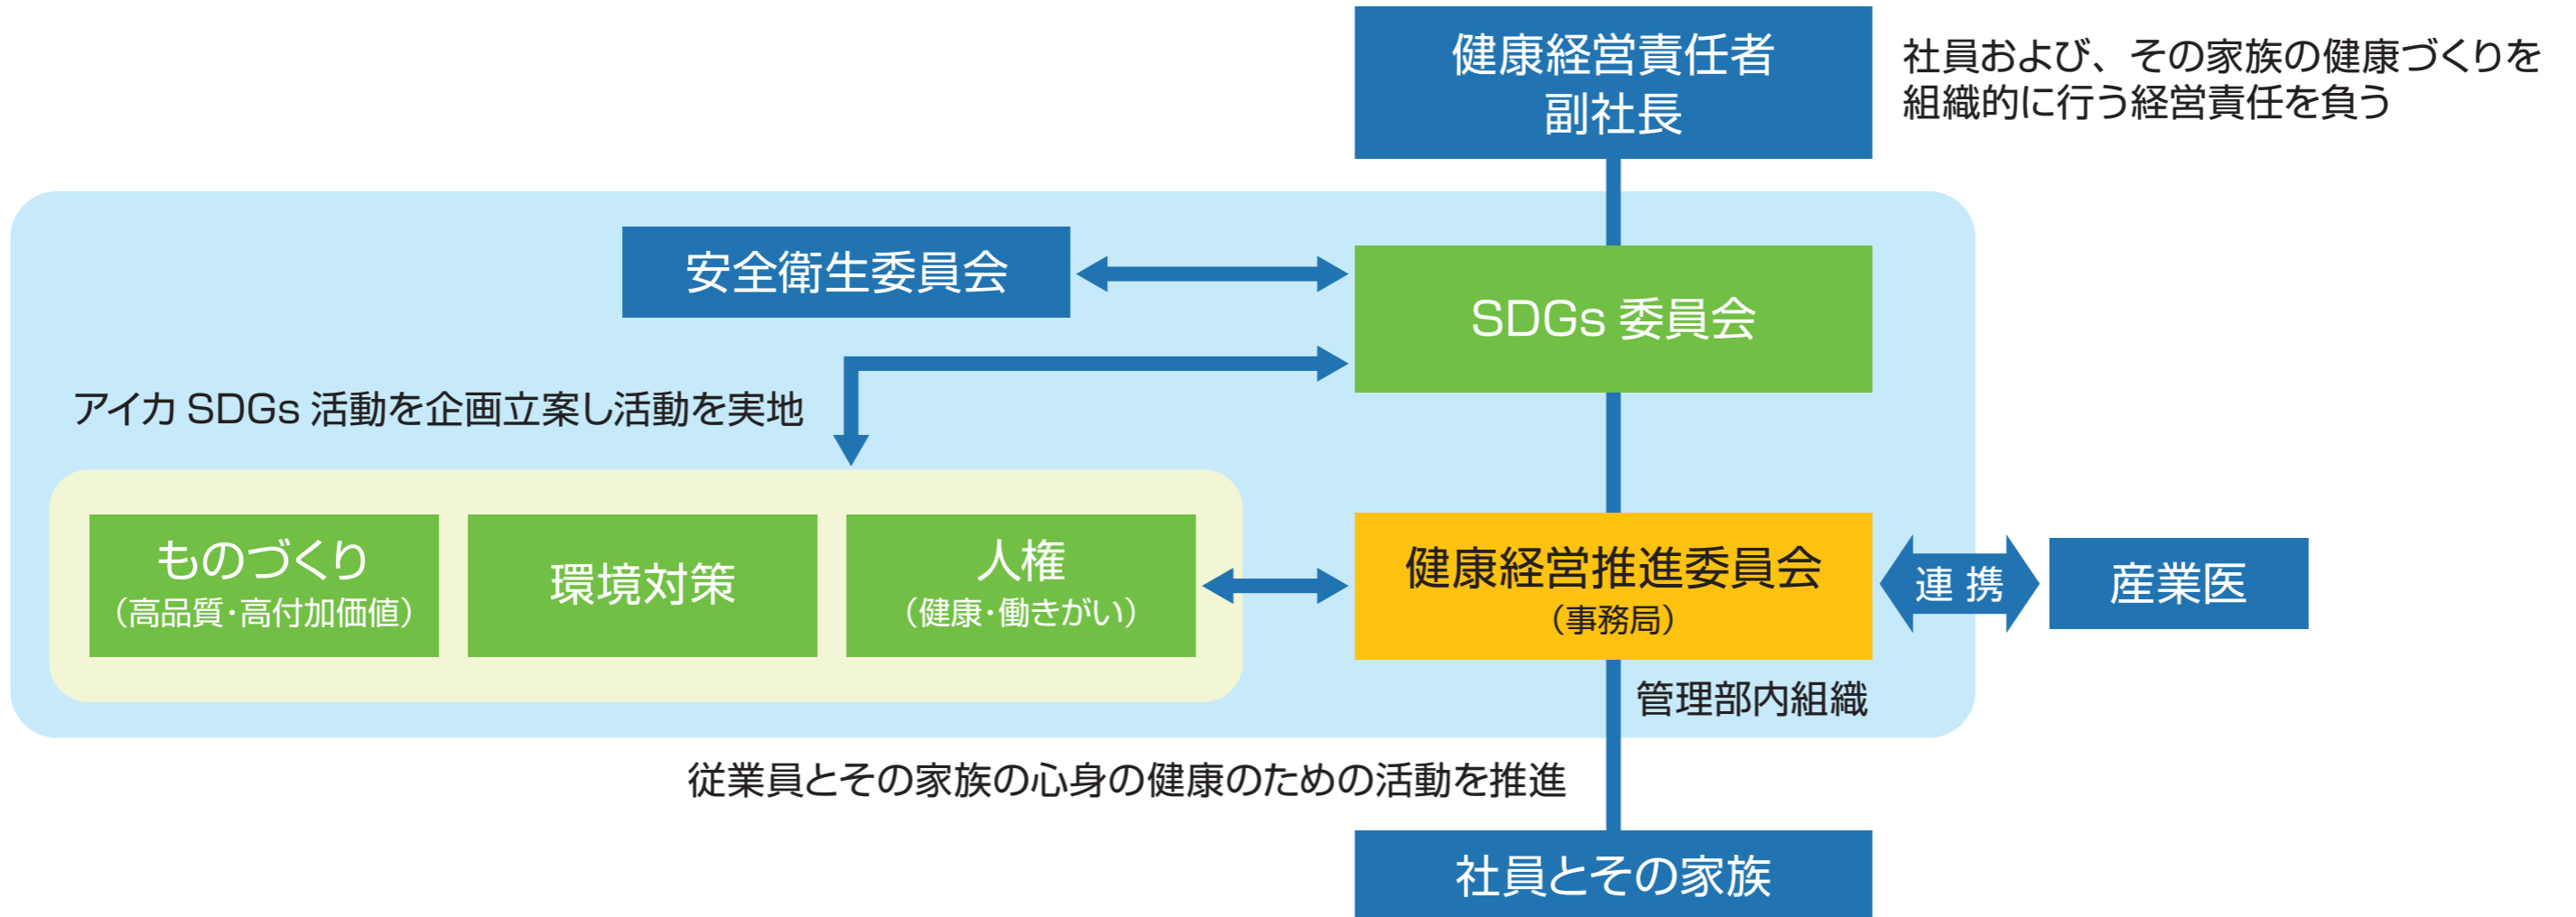 健康経営責任者
副社長
社員および、その家族の健康づくりを
組織的に行う経営責任を負う
安全衛生委員会
SDGs 委員会
アイカ SDGs 活動を企画立案し活動を実地
ものづくり
（高品質・高付加価値）
環境対策
人権
（健康・働きがい）
健康経営推進委員会
（事務局）
連 携
産業医
管理部内組織
従業員とその家族の心身の健康のための活動を推進
社員とその家族